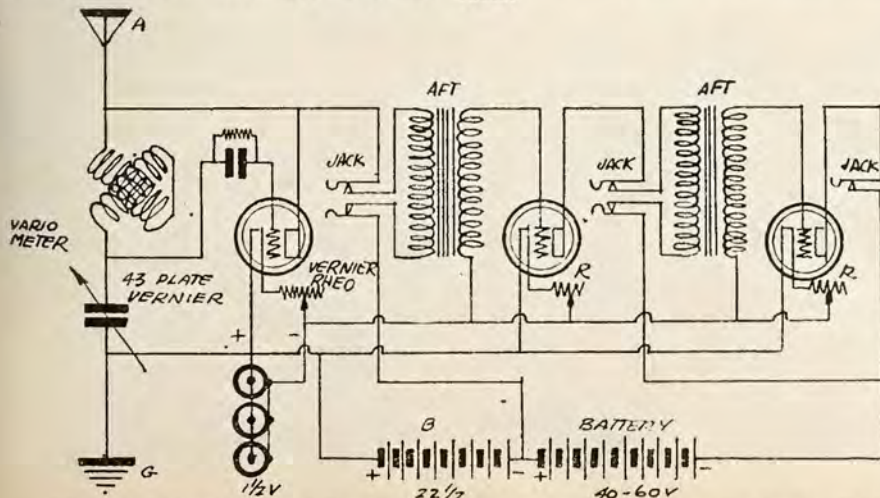 A
AFT
AFT
JACK
JACK
JACK
VARIO
METER
43 PLATE
VERNIER
VERNIER
RHEO
R
R
+
-
B
BATTERY
+
-
+
-
G
1½V
22½
40-60V